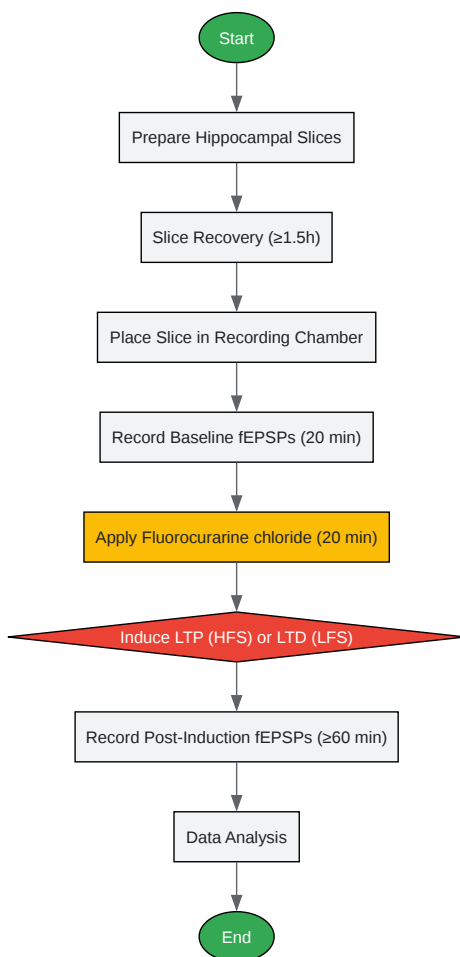 Start
Prepare Hippocampal Slices
Slice Recovery (≥1.5h)
Place Slice in Recording Chamber
Record Baseline fEPSPs (20 min)
Apply Fluorocurarine chloride (20 min)
Induce LTP (HFS) or LTD (LFS)
Record Post-Induction fEPSPs (≥60 min)
Data Analysis
End